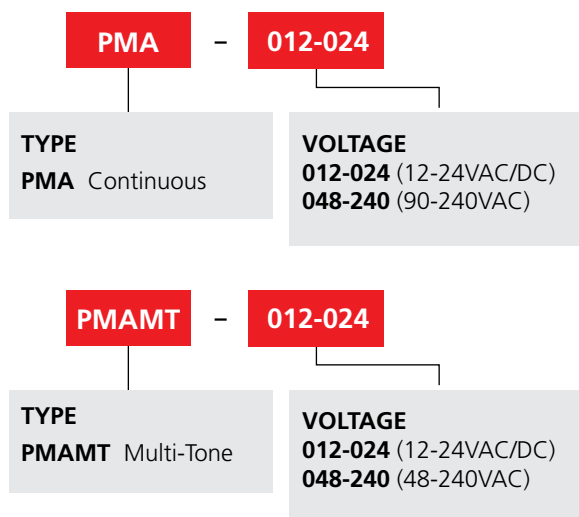 PMA – 012-024
TYPE
PMA Continuous
VOLTAGE
012-024 (12-24VAC/DC)
048-240 (90-240VAC)
PMAMT – 012-024
TYPE
PMAMT Multi-Tone
VOLTAGE
012-024 (12-24VAC/DC)
048-240 (48-240VAC)